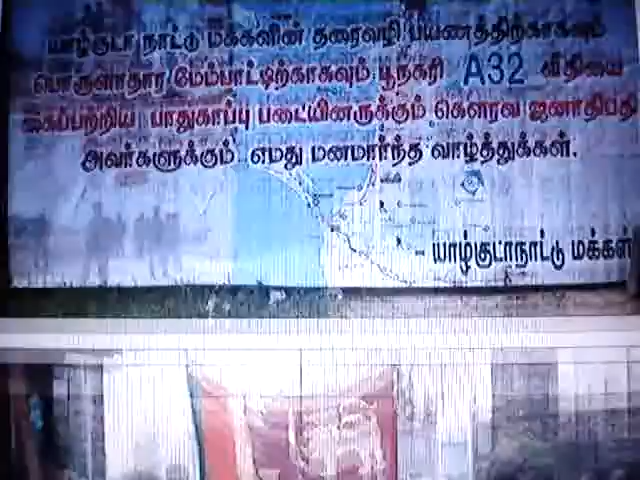 யாழ்குடா நாட்டு மக்களின் தரைவழி பயணத்திற்காகவும்
பொருளாதார மேம்பாட்டிற்காகவும் பூநகரி A32 வீதியை
கைப்பற்றிய பாதுகாப்பு படையினருக்கும் கௌரவ ஜனாதிபதி
அவர்களுக்கும் எமது மனமார்ந்த வாழ்த்துக்கள்.
- யாழ்குடாநாட்டு மக்கள்